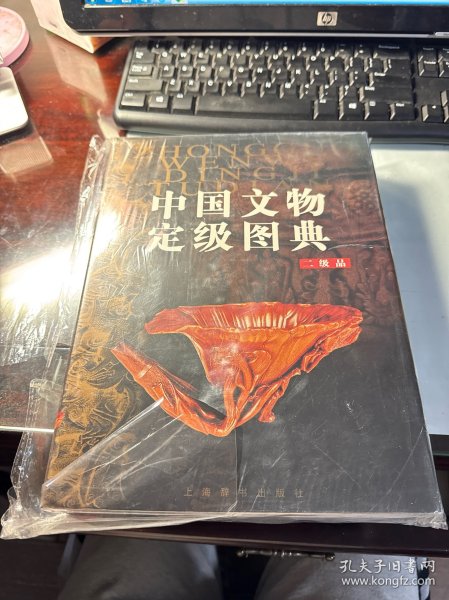 HONGG
WEN
DING
TU
中国文物
定级图典
二级品
上海辞书出版社
hp
孔夫子旧书网
www.kongfz.com